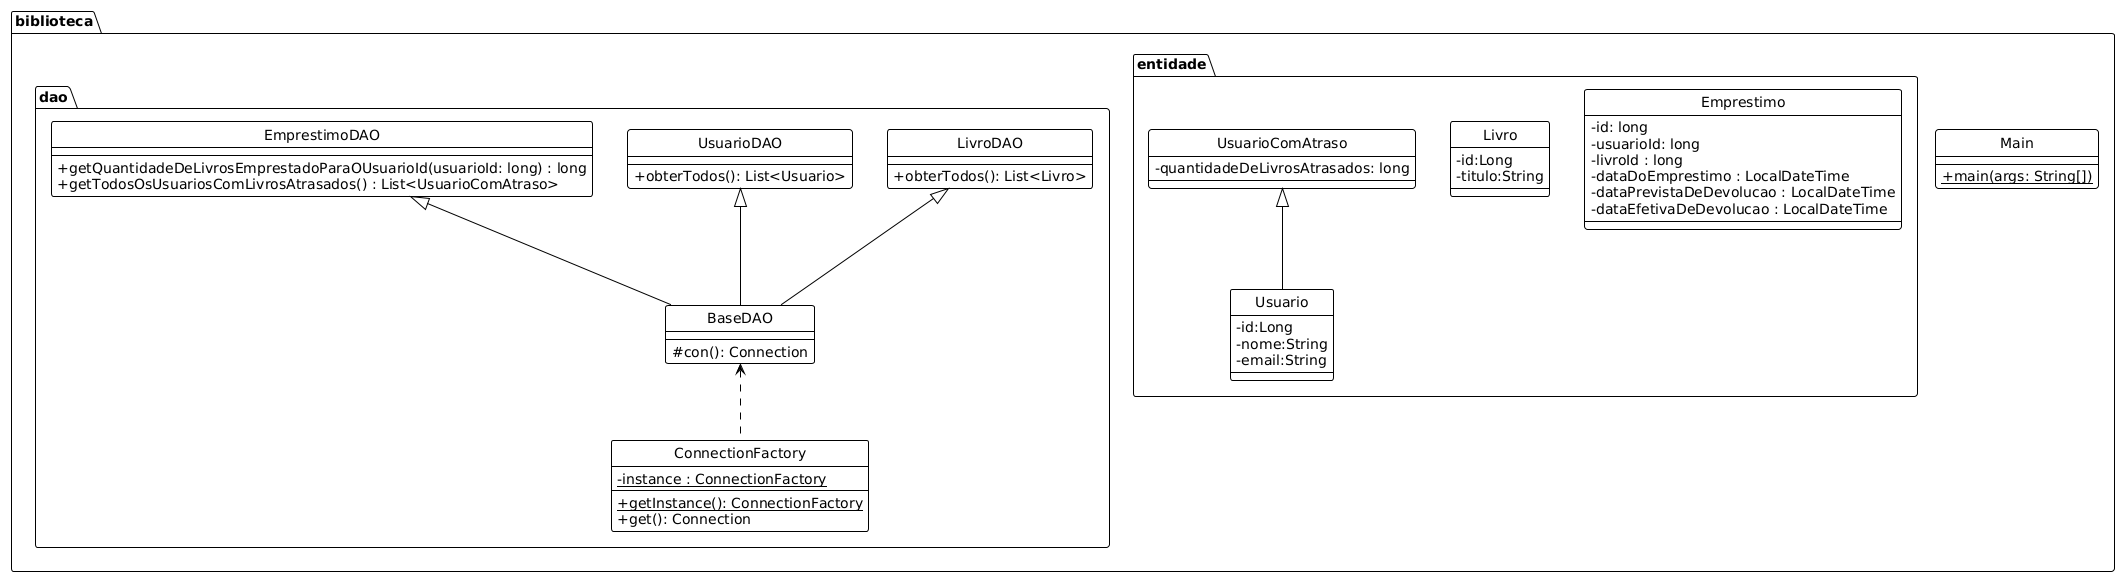 biblioteca
dao
EmprestimoDAO
+getQuantidadeDeLivrosEmprestadoParaOUsuarioId(usuarioId: long) : long
+getTodosOsUsuariosComLivrosAtrasados() : List<UsuarioComAtraso>
UsuarioDAO
+obterTodos(): List<Usuario>
LivroDAO
+obterTodos(): List<Livro>
BaseDAO
#con(): Connection
ConnectionFactory
-instance : ConnectionFactory
+getInstance(): ConnectionFactory
+get(): Connection
entidade
UsuarioComAtraso
-quantidadeDeLivrosAtrasados: long
Livro
-id:Long
-titulo:String
Emprestimo
-id: long
-usuarioId: long
-livroId : long
-dataDoEmprestimo : LocalDateTime
-dataPrevistaDeDevolucao : LocalDateTime
-dataEfetivaDeDevolucao : LocalDateTime
Usuario
-id:Long
-nome:String
-email:String
Main
+main(args: String[])